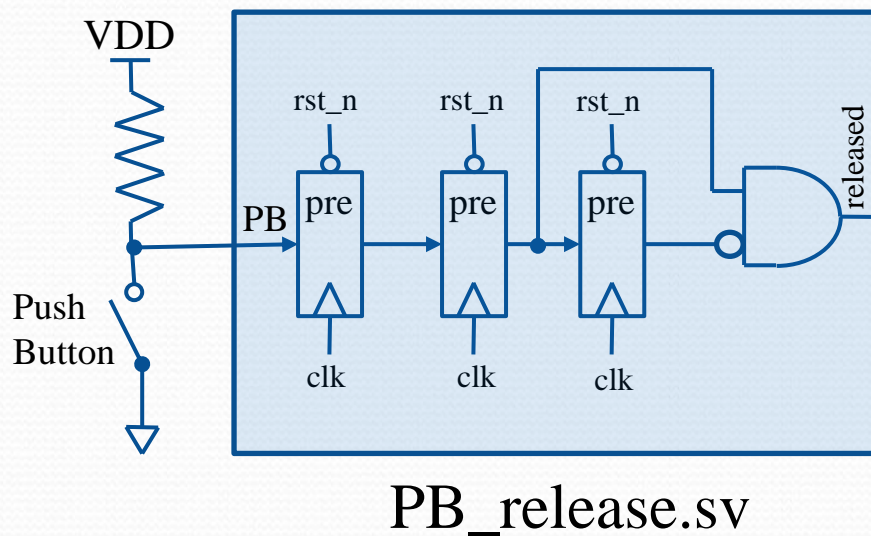 VDD
rst_n
rst_n
rst_n
released
PB
pre
pre
pre
Push
Button
clk
clk
clk
PB_release.sv